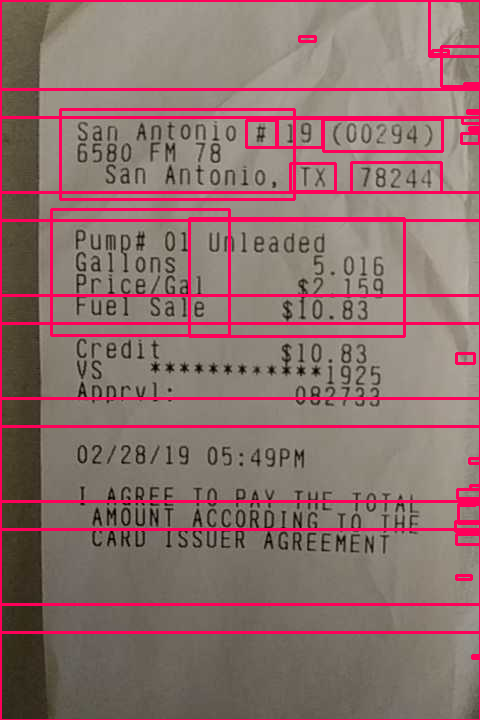 San Antonio # 19 (00294)
6580 FM 78
San Antonio, TX 78244
Pump# 01 Unleaded
Gallons 5.016
Price/Gal $2.159
Fuel Sale $10.83
Credit $10.83
VS ************1925
Apprvl: 082733
02/28/19 05:49PM
I AGREE TO PAY THE TOTAL
AMOUNT ACCORDING TO THE
CARD ISSUER AGREEMENT